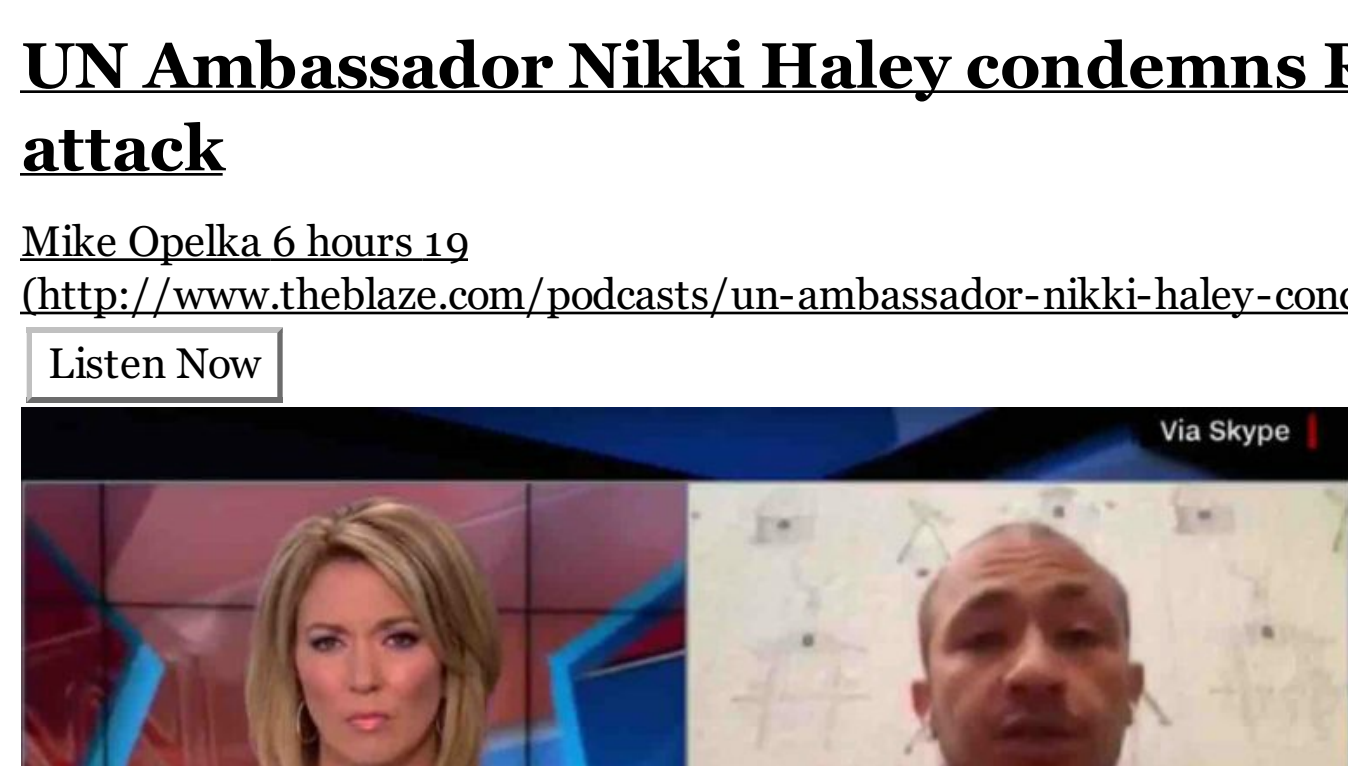 UN Ambassador Nikki Haley condemns
attack
Mike Opelka 6 hours 19
(http://www.theblaze.com/podcasts/un-ambassador-nikki-haley-cond
Listen Now
Via Skype